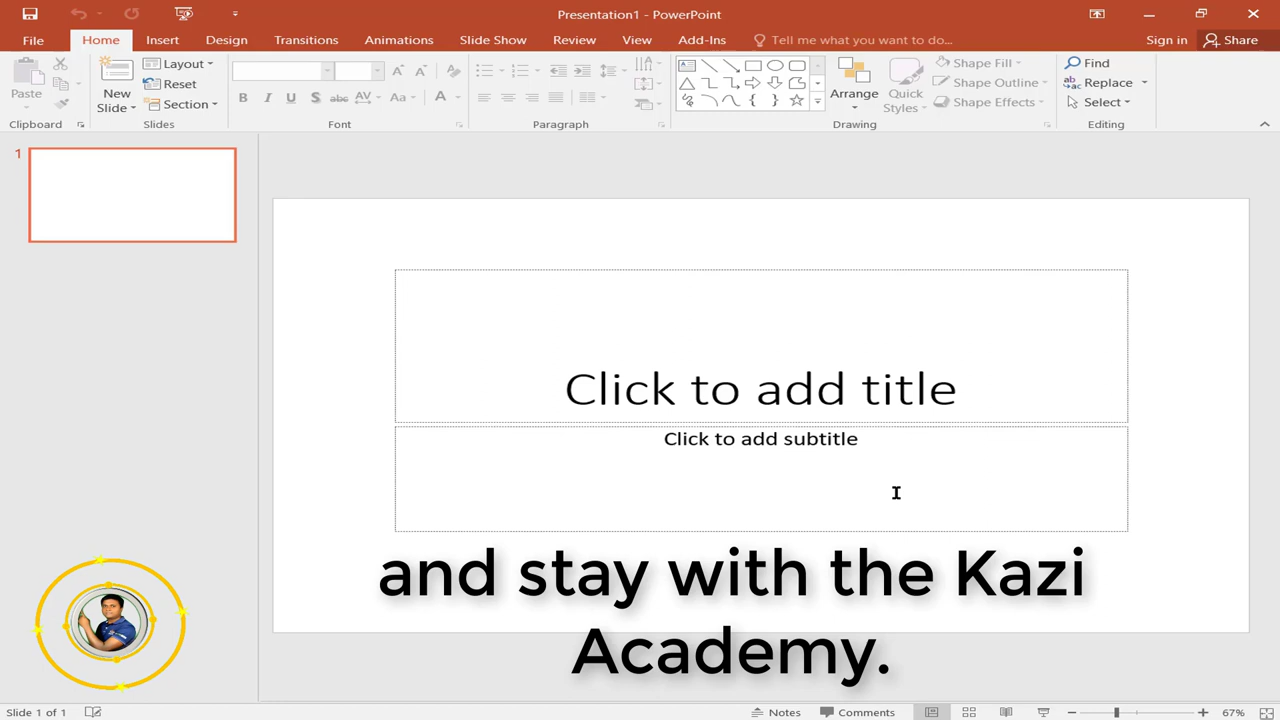 Presentation1 - PowerPoint
File Home Insert Design Transitions Animations Slide Show Review View Add-Ins Tell me what you want to do... Sign in Share
Paste
Clipboard
New Slide
Layout
Reset
Section
Slides
B I U S abc AV Aa A
Font
Paragraph
Arrange
Quick Styles
Shape Fill
Shape Outline
Shape Effects
Drawing
Find
Replace
Select
Editing
1
Click to add title
Click to add subtitle
and stay with the Kazi
Academy.
Slide 1 of 1 Notes Comments 67%